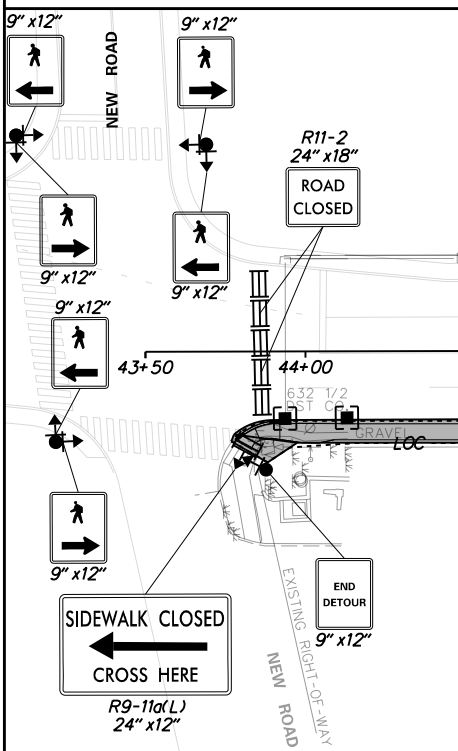 9" x12"
9" x12"
NEW ROAD
R11-2
24" x18"
ROAD
CLOSED
9" x12"
9" x12"
9" x12"
43+50
44+00
632 1/2
DST CO
GRAVEL
LOC
9" x12"
END
DETOUR
9" x12"
SIDEWALK CLOSED
CROSS HERE
R9-11a(L)
24" x12"
EXISTING RIGHT-OF-WAY
NEW ROAD